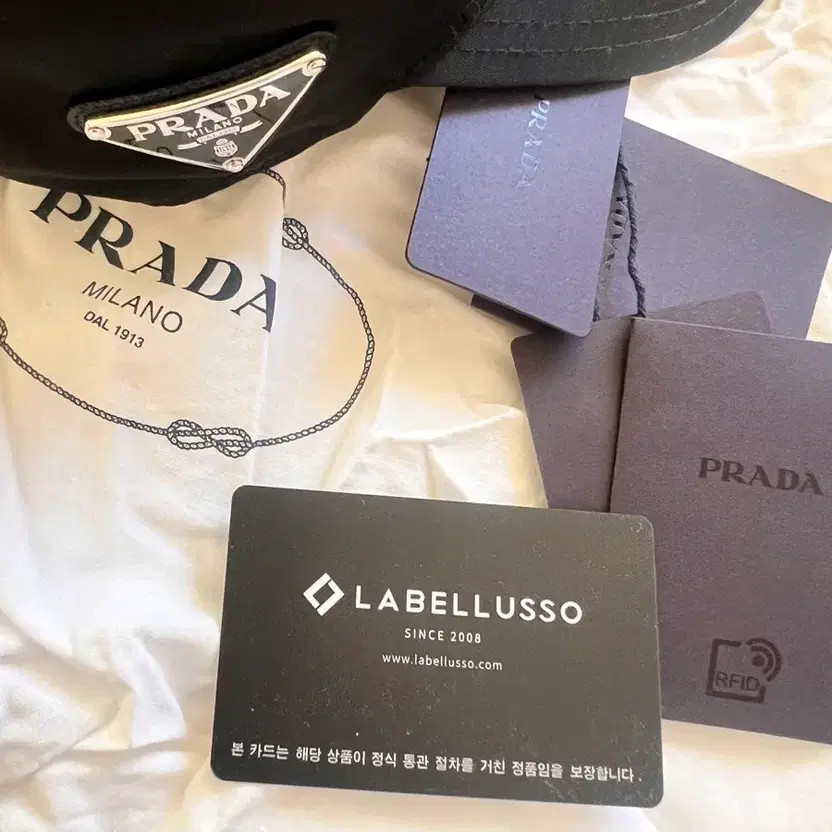 PRADA
MILANO
DAL 1913
PRADA
MILANO
DAL 1913
PRADA
PRADA
RFID
LABELLUSSO
SINCE 2008
www.labellusso.com
본 카드는 해당 상품이 정식 통관 절차를 거친 정품임을 보장합니다.